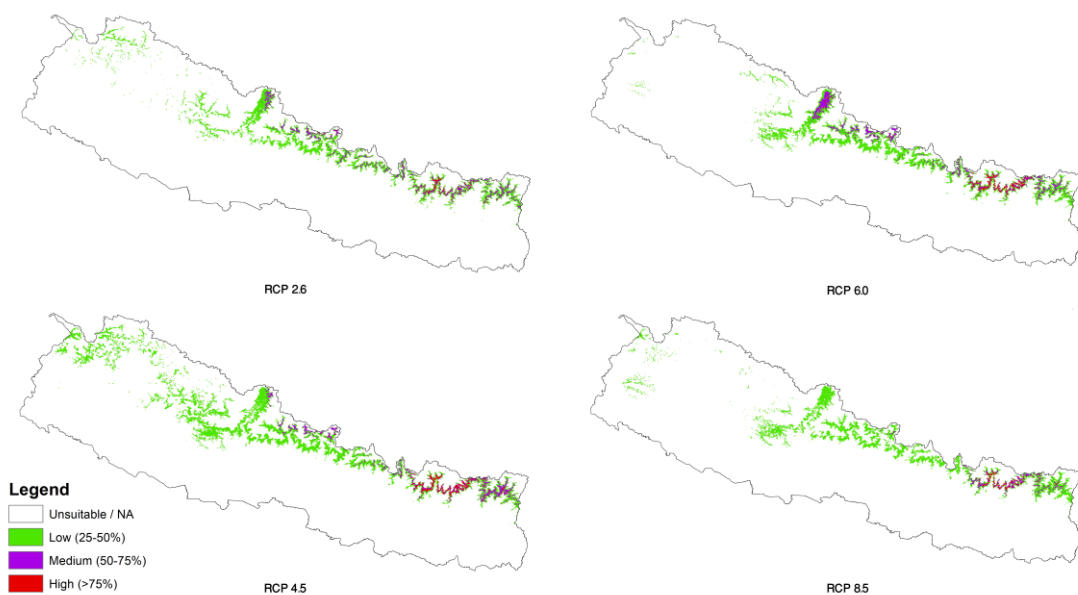 RCP 2.6
RCP 6.0
Legend
Unsuitable / NA
Low (25-50%)
Medium (50-75%)
High (>75%)
RCP 4.5
RCP 8.5